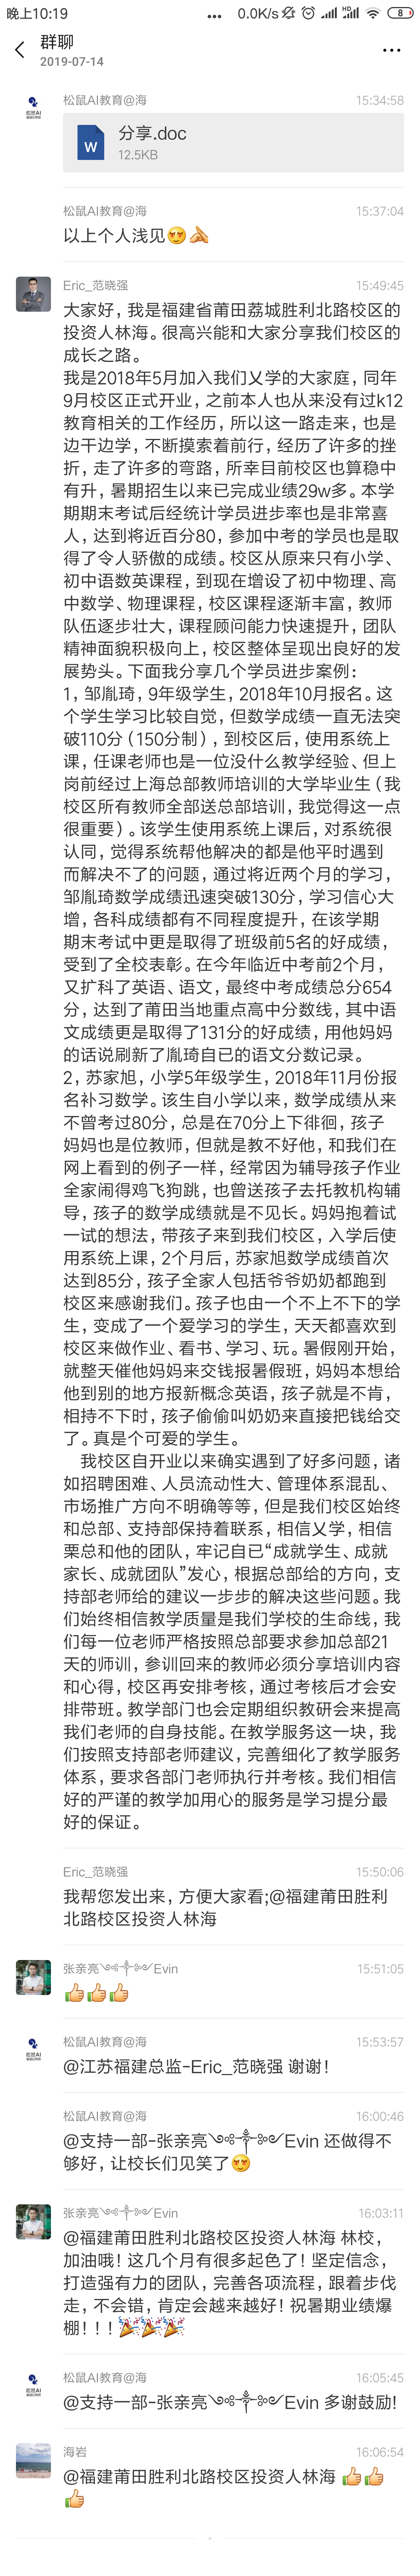 晚上10:19
... 0.0K/s HD 8
群聊
2019-07-14
松鼠AI教育@海 15:34:58
松鼠AI
分享.doc
W
12.5KB
松鼠AI教育@海 15:37:04
以上个人浅见
Eric_范晓强 15:49:45
大家好，我是福建省莆田荔城胜利北路校区的
投资人林海。很高兴能和大家分享我们校区的
成长之路。
我是2018年5月加入我们乂学的大家庭，同年
9月校区正式开业，之前本人也从来没有过k12
教育相关的工作经历，所以这一路走来，也是
边干边学，不断摸索着前行，经历了许多的挫
折，走了许多的弯路，所幸目前校区也算稳中
有升，暑期招生以来已完成业绩29w多。本学
期期末考试后经统计学员进步率也是非常喜
人，达到将近百分80，参加中考的学员也是取
得了令人骄傲的成绩。校区从原来只有小学、
初中语数英课程，到现在增设了初中物理、高
中数学、物理课程，校区课程逐渐丰富，教师
队伍逐步壮大，课程顾问能力快速提升，团队
精神面貌积极向上，校区整体呈现出良好的发
展势头。下面我分享几个学员进步案例：
1，邹胤琦，9年级学生，2018年10月报名。这
个学生学习比较自觉，但数学成绩一直无法突
破110分（150分制），到校区后，使用系统上
课，任课老师也是一位没什么教学经验、但上
岗前经过上海总部教师培训的大学毕业生（我
校区所有教师全部送总部培训，我觉得这一点
很重要）。该学生使用系统上课后，对系统很
认同，觉得系统帮他解决的都是他平时遇到
而解决不了的问题，通过将近两个月的学习，
邹胤琦数学成绩迅速突破130分，学习信心大
增，各科成绩都有不同程度提升，在该学期
期末考试中更是取得了班级前5名的好成绩，
受到了全校表彰。在今年临近中考前2个月，
又扩科了英语、语文，最终中考成绩总分654
分，达到了莆田当地重点高中分数线，其中语
文成绩更是取得了131分的好成绩，用他妈妈
的话说刷新了胤琦自已的语文分数记录。
2，苏家旭，小学5年级学生，2018年11月份报
名补习数学。该生自小学以来，数学成绩从来
不曾考过80分，总是在70分上下徘徊，孩子
妈妈也是位教师，但就是教不好他，和我们在
网上看到的例子一样，经常因为辅导孩子作业
全家闹得鸡飞狗跳，也曾送孩子去托教机构辅
导，孩子的数学成绩就是不见长。妈妈抱着试
一试的想法，带孩子来到我们校区，入学后使
用系统上课，2个月后，苏家旭数学成绩首次
达到85分，孩子全家人包括爷爷奶奶都跑到
校区来感谢我们。孩子也由一个不上不下的学
生，变成了一个爱学习的学生，天天都喜欢到
校区来做作业、看书、学习、玩。暑假刚开始，
就整天催他妈妈来交钱报暑假班，妈妈本想给
他到别的地方报新概念英语，孩子就是不肯，
相持不下时，孩子偷偷叫奶奶来直接把钱给交
了。真是个可爱的学生。
我校区自开业以来确实遇到了好多问题，诸
如招聘困难、人员流动性大、管理体系混乱、
市场推广方向不明确等等，但是我们校区始终
和总部、支持部保持着联系，相信乂学，相信
栗总和他的团队，牢记自已“成就学生、成就
家长、成就团队”发心，根据总部给的方向，支
持部老师给的建议一步步的解决这些问题。我
们始终相信教学质量是我们学校的生命线，我
们每一位老师严格按照总部要求参加总部21
天的师训，参训回来的教师必须分享培训内容
和心得，校区再安排考核，通过考核后才会安
排带班。教学部门也会定期组织教研会来提高
我们老师的自身技能。在教学服务这一块，我
们按照支持部老师建议，完善细化了教学服务
体系，要求各部门老师执行并考核。我们相信
好的严谨的教学加用心的服务是学习提分最
好的保证。
Eric_范晓强 15:50:06
我帮您发出来，方便大家看;@福建莆田胜利
北路校区投资人林海
张亲亮༺༒༻Evin 15:51:05
松鼠AI教育@海 15:53:57
松鼠AI
@江苏福建总监-Eric_范晓强 谢谢！
松鼠AI教育@海 16:00:46
@支持一部-张亲亮༺༒༻Evin 还做得不
够好，让校长们见笑了
张亲亮༺༒༻Evin 16:03:11
@福建莆田胜利北路校区投资人林海 林校，
加油哦！这几个月有很多起色了！坚定信念，
打造强有力的团队，完善各项流程，跟着步伐
走，不会错，肯定会越来越好！祝暑期业绩爆
棚！！！
松鼠AI教育@海 16:05:45
松鼠AI
@支持一部-张亲亮༺༒༻Evin 多谢鼓励!
海岩 16:06:54
@福建莆田胜利北路校区投资人林海